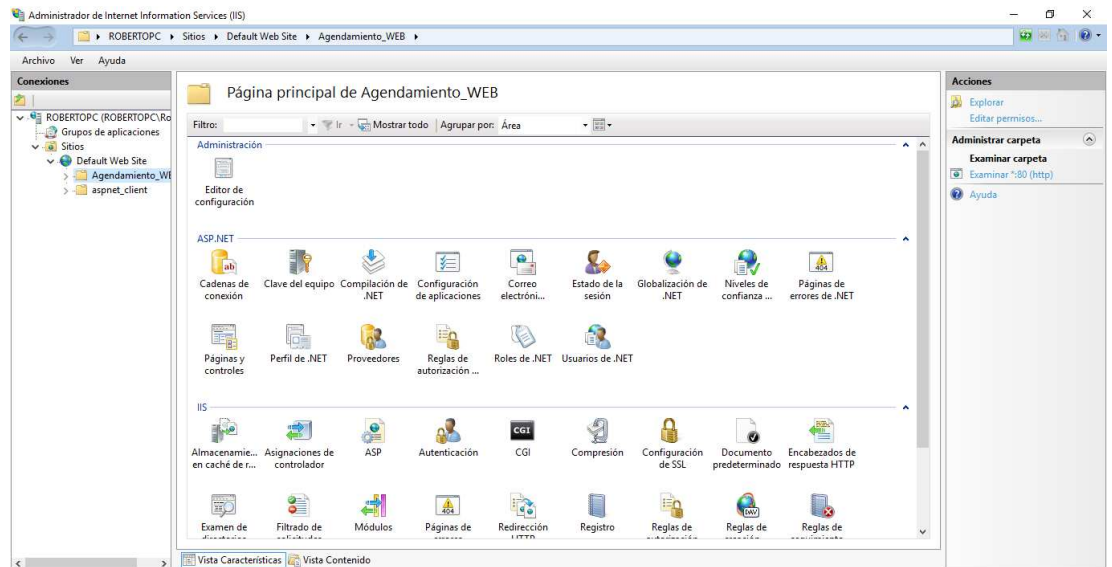 Administrador de Internet Information Services (IIS)
ROBERTOPC Sitios Default Web Site Agendamiento_WEB
Archivo Ver Ayuda
Conexiones
ROBERTOPC (ROBERTOPC\Ro
Grupos de aplicaciones
Sitios
Default Web Site
Agendamiento_WE
aspnet_client
Página principal de Agendamiento_WEB
Filtro: Ir Mostrar todo Agrupar por: Área
Administración
Editor de
configuración
ASP.NET
Cadenas de
conexión
Clave del equipo
Compilación de
.NET
Configuración
de aplicaciones
Correo
electróni...
Estado de la
sesión
Globalización de
.NET
Niveles de
confianza ...
Páginas de
errores de .NET
Páginas y
controles
Perfil de .NET
Proveedores
Reglas de
autorización ...
Roles de .NET
Usuarios de .NET
IIS
Almacenamie...
en caché de r...
Asignaciones de
controlador
ASP
Autenticación
CGI
Compresión
Configuración
de SSL
Documento
predeterminado
Encabezados de
respuesta HTTP
Examen de
Filtrado de
Módulos
Páginas de
Redirección
HTTP
Registro
Reglas de
Reglas de
Reglas de
Vista Características Vista Contenido
Acciones
Explorar
Editar permisos...
Administrar carpeta
Examinar carpeta
Examinar *:80 (http)
Ayuda